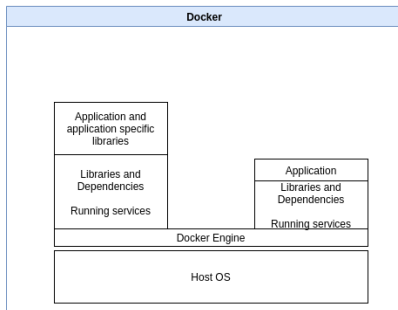 Docker
Application and
application specific
libraries
Libraries and
Dependencies
Running services
Application
Libraries and
Dependencies
Running services
Docker Engine
Host OS